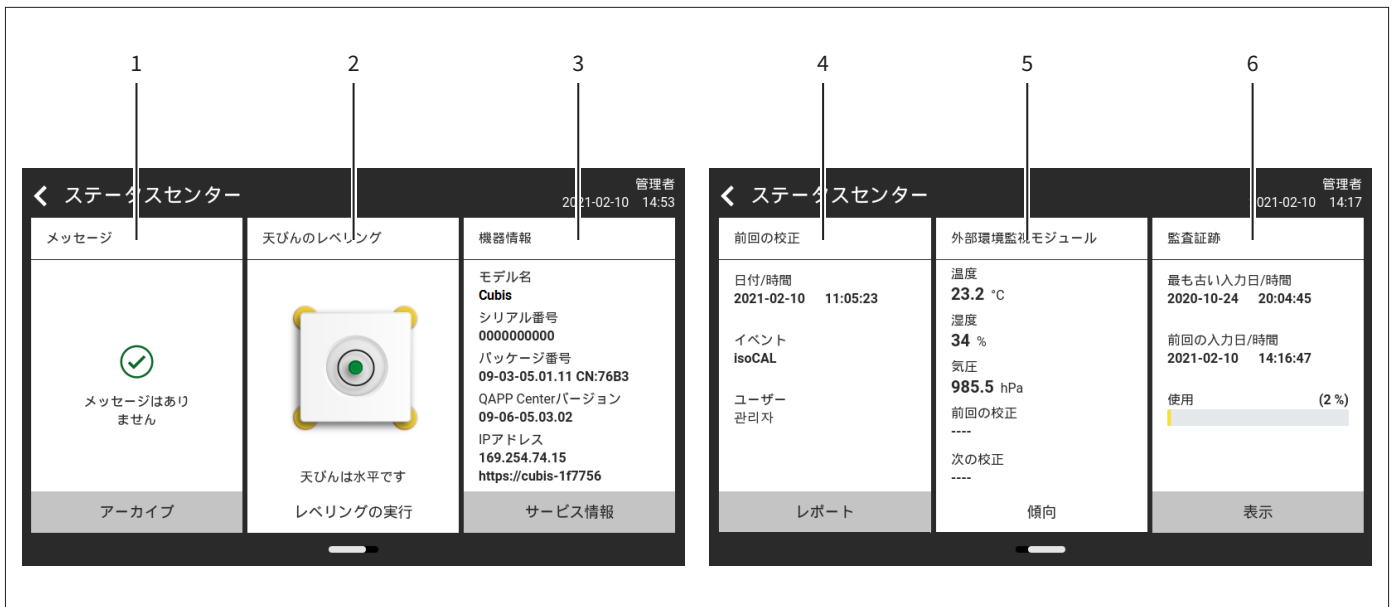 1
2
3
4
5
6
ステータスセンター
管理者
2021-02-10 14:53
メッセージ
メッセージはあり
ません
アーカイブ
天びんのレベリング
天びんは水平です
レベリングの実行
機器情報
モデル名
Cubis
シリアル番号
0000000000
パッケージ番号
09-03-05.01.11 CN:76B3
QAPP Centerバージョン
09-06-05.03.02
IPアドレス
169.254.74.15
https://cubis-1f7756
サービス情報
ステータスセンター
管理者
2021-02-10 14:17
前回の校正
日付/時間
2021-02-10 11:05:23
イベント
isoCAL
ユーザー
관리자
レポート
外部環境監視モジュール
温度
23.2 °C
湿度
34 %
気圧
985.5 hPa
前回の校正
----
次の校正
----
傾向
監査証跡
最も古い入力日/時間
2020-10-24 20:04:45
前回の入力日/時間
2021-02-10 14:16:47
使用 (2 %)
表示